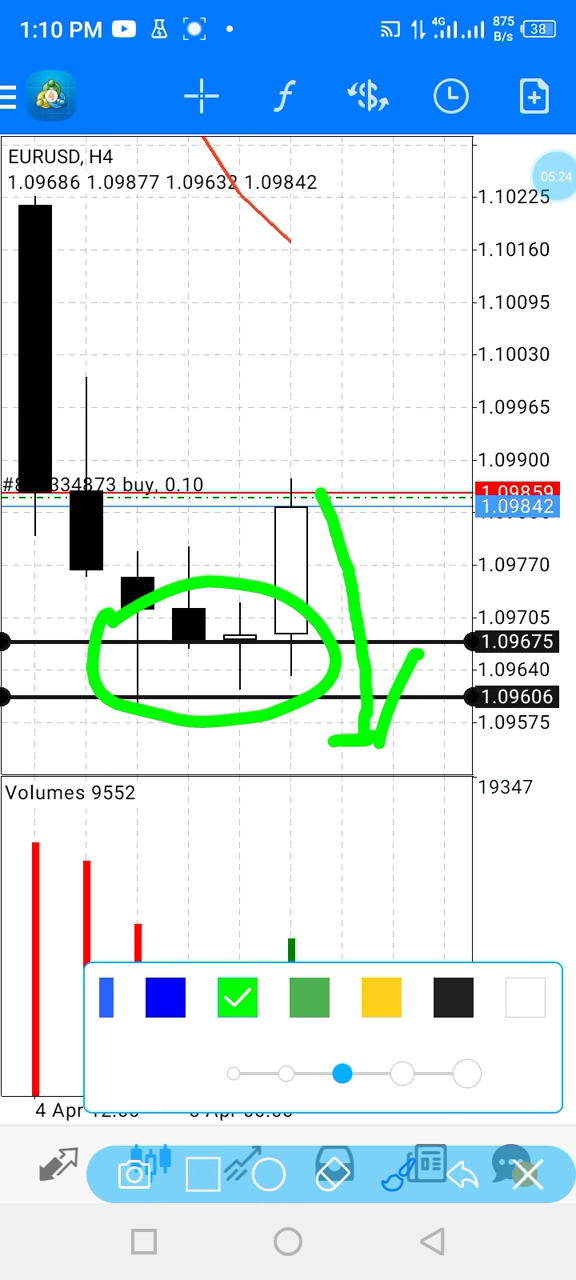 1:10 PM
4G
875
B/s
38
4
EURUSD, H4
1.09686 1.09877 1.09632 1.09842
05:24
1.10225
1.10160
1.10095
1.10030
1.09965
1.09900
334873 buy, 0.10
1.09859
1.09842
1.09770
1.09705
1.09675
1.09640
1.09606
1.09575
Volumes 9552
19347
4 Apr